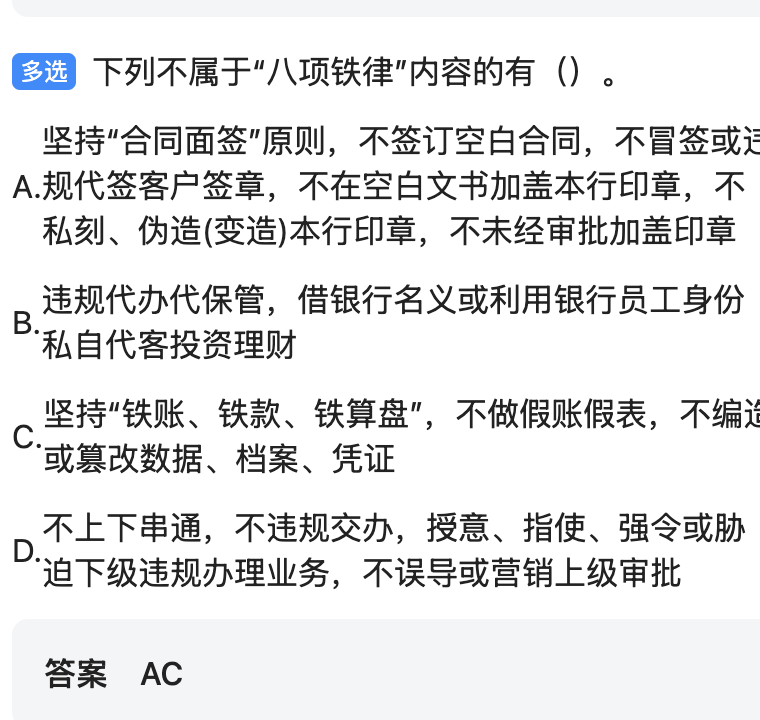 多选 下列不属于“八项铁律”内容的有（）。
坚持“合同面签”原则，不签订空白合同，不冒签或违
A.规代签客户签章，不在空白文书加盖本行印章，不
私刻、伪造(变造)本行印章，不未经审批加盖印章
违规代办代保管，借银行名义或利用银行员工身份
B.
私自代客投资理财
坚持“铁账、铁款、铁算盘”，不做假账假表，不编造
C.
或篡改数据、档案、凭证
不上下串通，不违规交办，授意、指使、强令或胁
D.
迫下级违规办理业务，不误导或营销上级审批
答案 AC